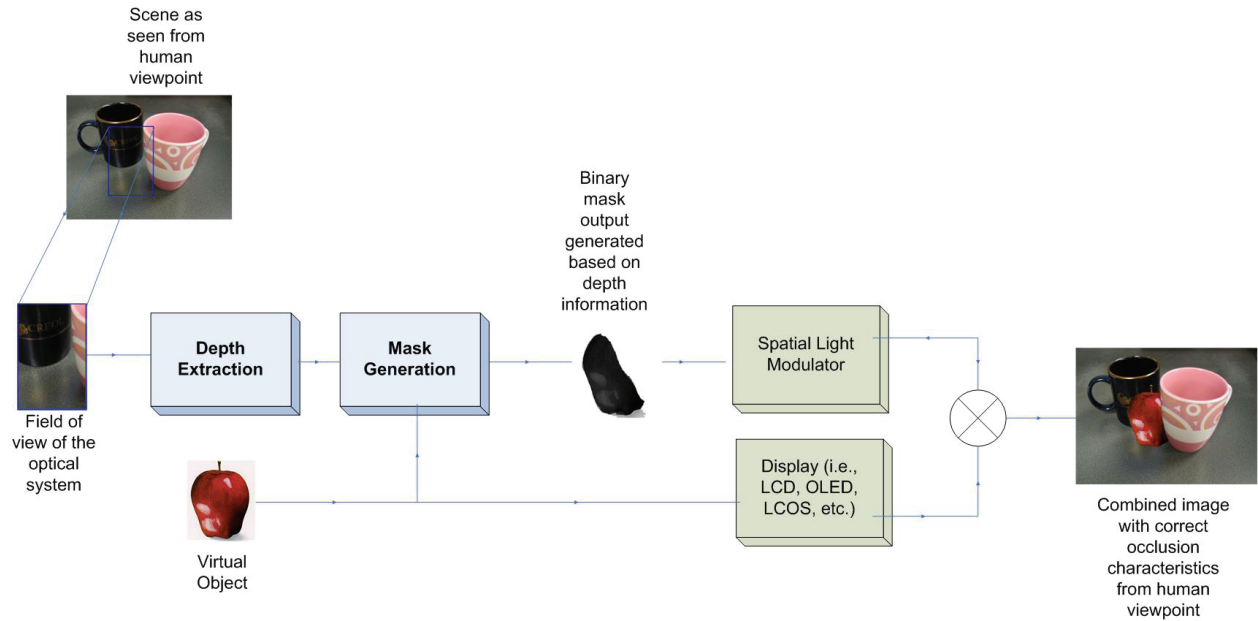 Scene as
seen from
human
viewpoint
Binary
mask
output
generated
based on
depth
information
CREOL
Depth
Extraction
Mask
Generation
Spatial Light
Modulator
Field of
view of the
optical
system
Display (i.e.,
LCD, OLED,
LCOS, etc.)
Virtual
Object
Combined image
with correct
occlusion
characteristics
from human
viewpoint